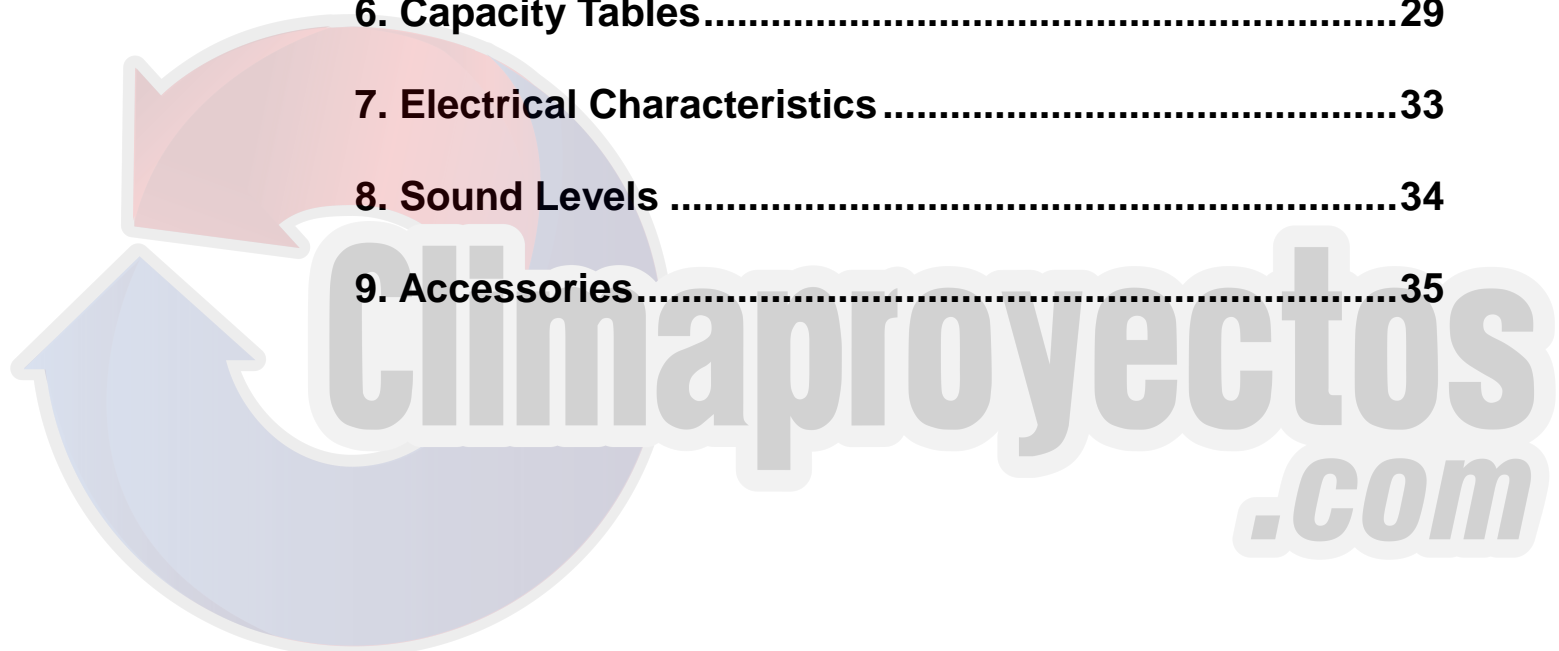 6. Capacity Tables..............................................................29
7. Electrical Characteristics..............................................33
8. Sound Levels.................................................................34
9. Accessories....................................................................35
Climaproyectos
.com